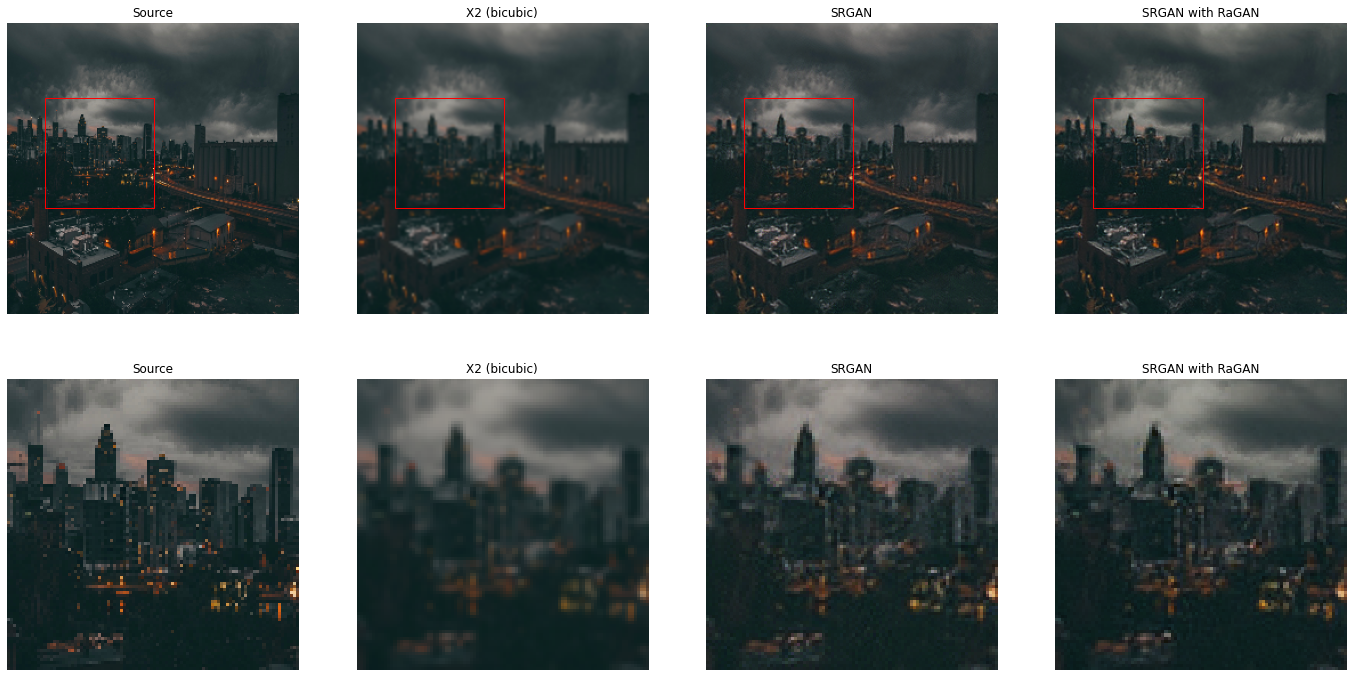 Source
X2 (bicubic)
SRGAN
SRGAN with RaGAN
Source
X2 (bicubic)
SRGAN
SRGAN with RaGAN